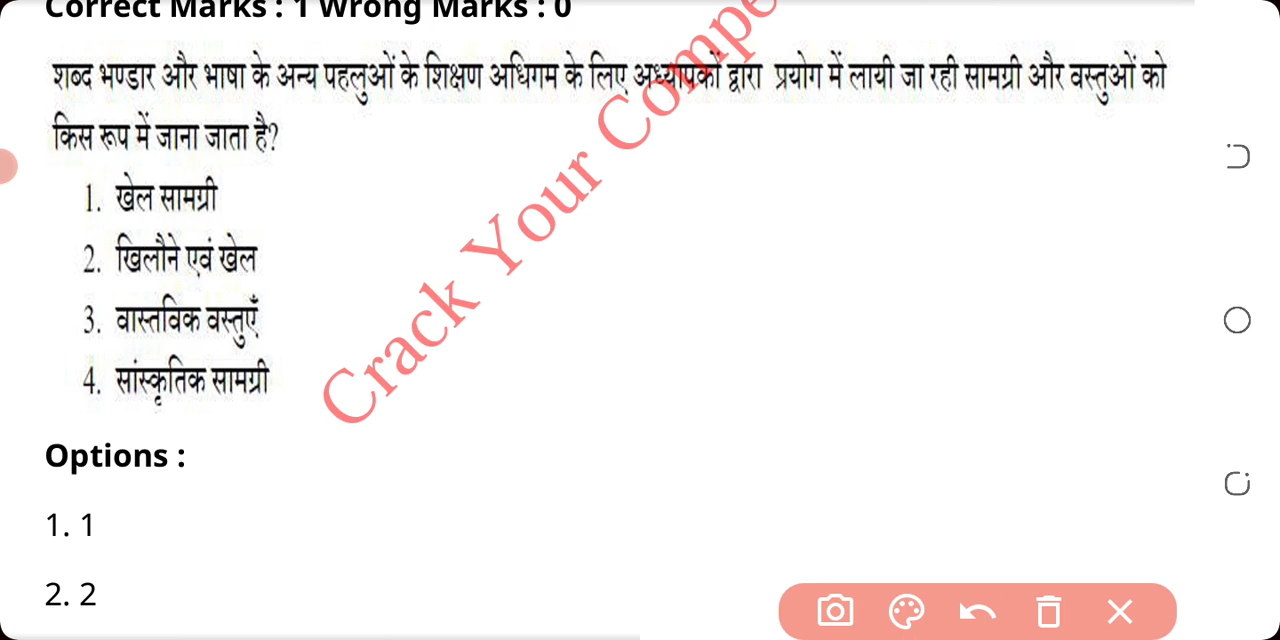 Correct Marks : 1 Wrong Marks : 0
शब्द भण्डार और भाषा के अन्य पहलुओं के शिक्षण अधिगम के लिए अध्यापकों द्वारा प्रयोग में लायी जा रही सामग्री और वस्तुओं को
किस रूप में जाना जाता है?
1. खेल सामग्री
2. खिलौने एवं खेल
3. वास्तविक वस्तुएँ
4. सांस्कृतिक सामग्री
Crack Your Compe
Options :
1. 1
2. 2